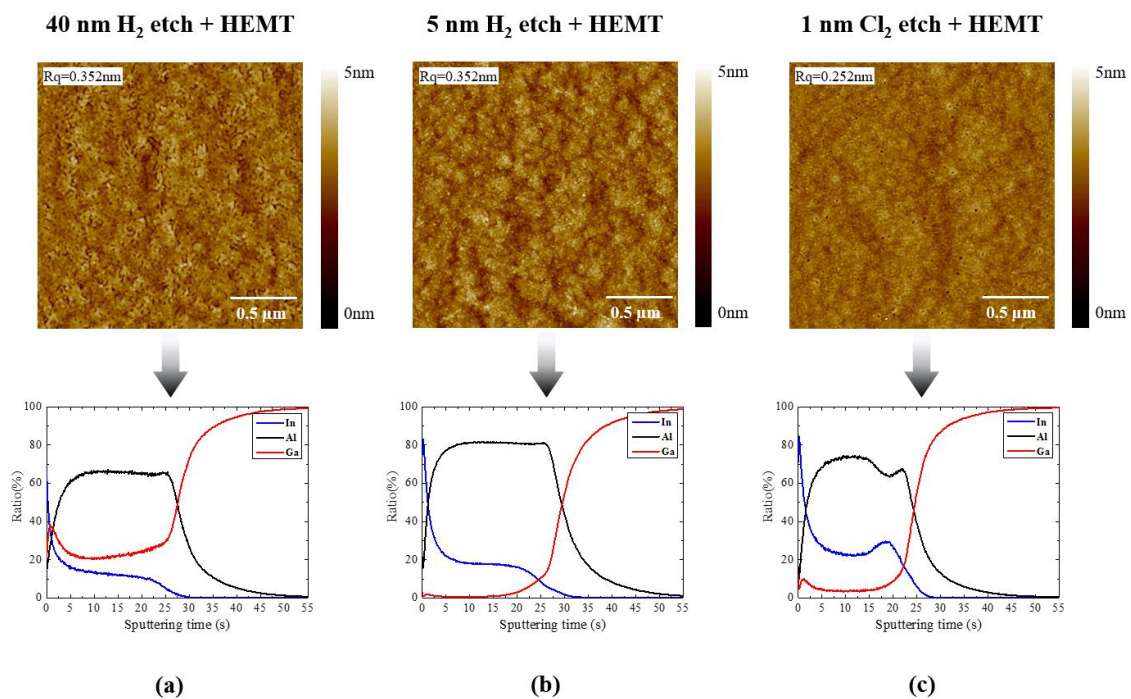 40 nm H₂ etch + HEMT
5 nm H₂ etch + HEMT
1 nm Cl₂ etch + HEMT
Rq=0.352nm
5nm
0.5 µm
0nm
Rq=0.352nm
5nm
0.5 µm
0nm
Rq=0.252nm
5nm
0.5 µm
0nm
Ratio(%)
100
80
60
40
20
0
In
Al
Ga
0 5 10 15 20 25 30 35 40 45 50 55
Sputtering time (s)
Ratio(%)
100
80
60
40
20
0
In
Al
Ga
0 5 10 15 20 25 30 35 40 45 50 55
Sputtering time (s)
Ratio(%)
100
80
60
40
20
0
In
Al
Ga
0 5 10 15 20 25 30 35 40 45 50 55
Sputtering time (s)
(a)
(b)
(c)